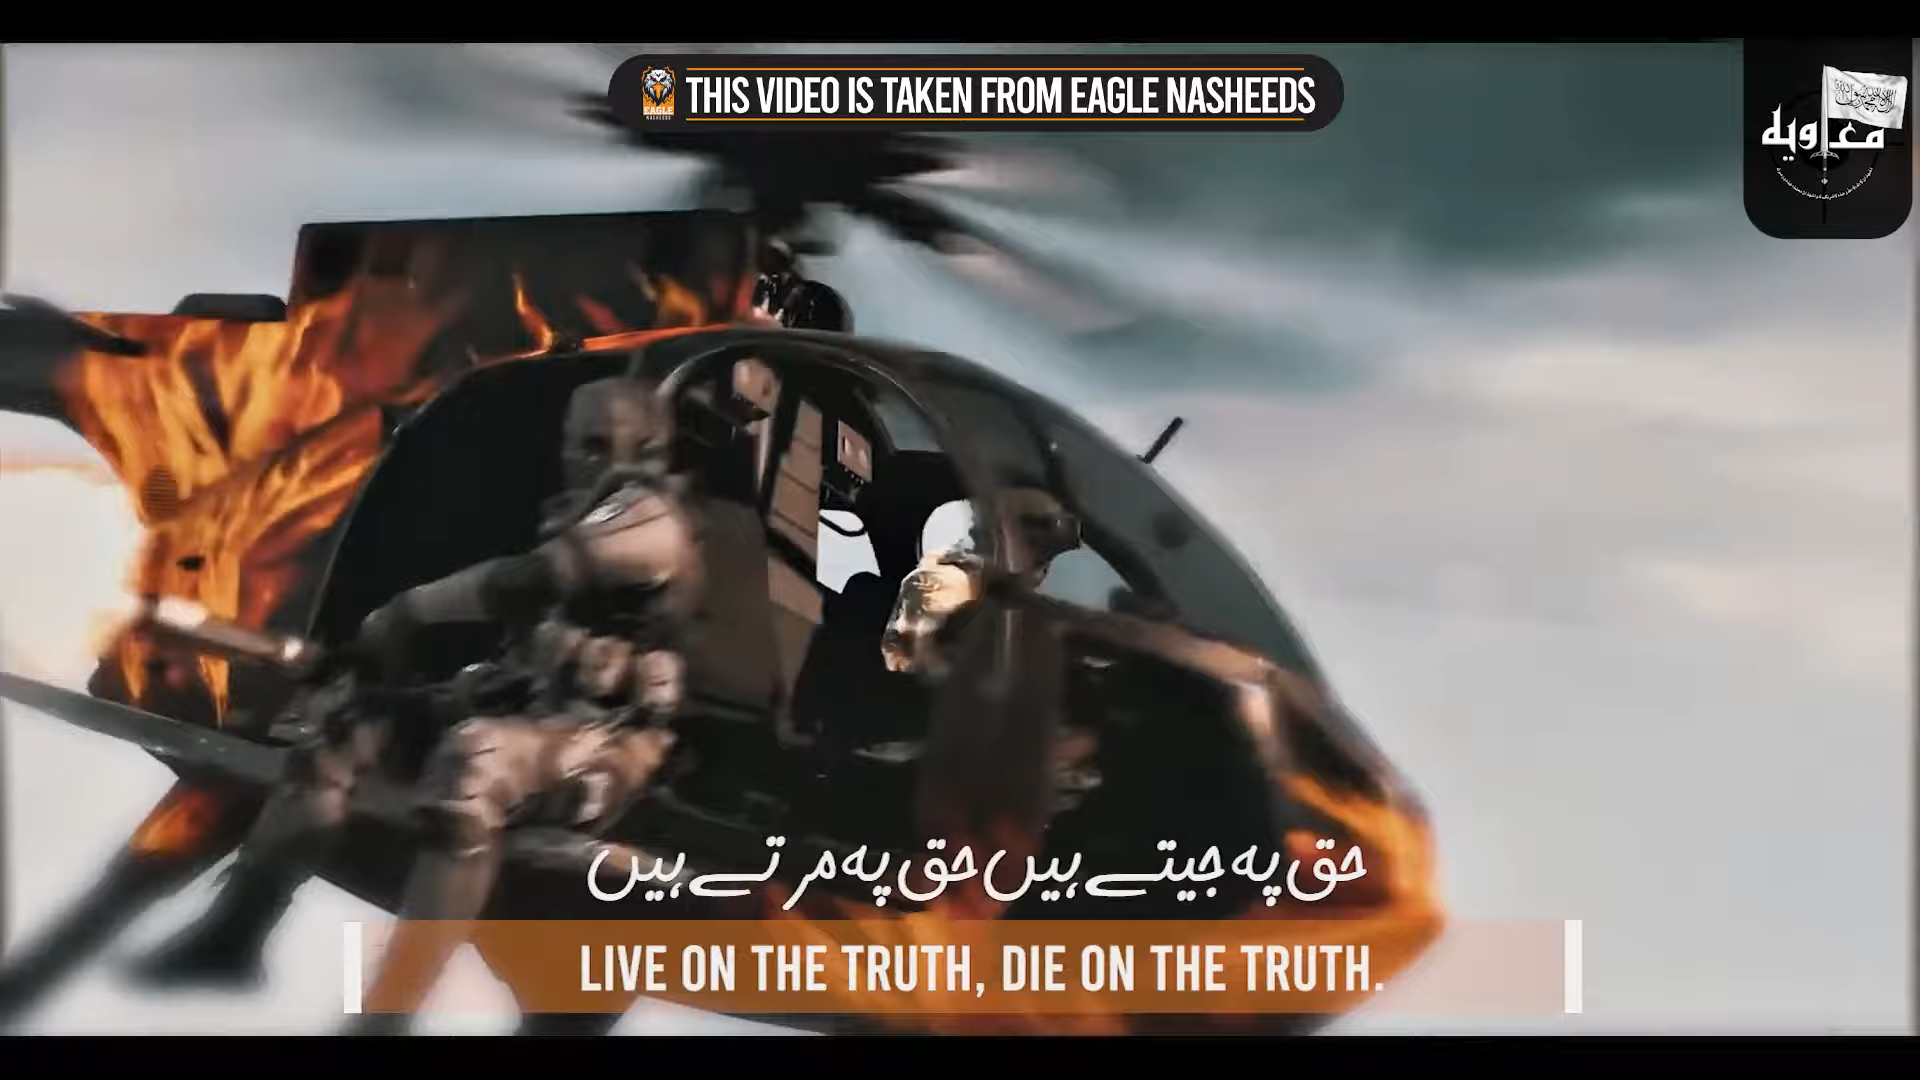 THIS VIDEO IS TAKEN FROM EAGLE NASHEEDS
EAGLE
NASHEEDS
معاویه
حق پہ جیتے ہیں حق پہ مرتے ہیں
LIVE ON THE TRUTH, DIE ON THE TRUTH.